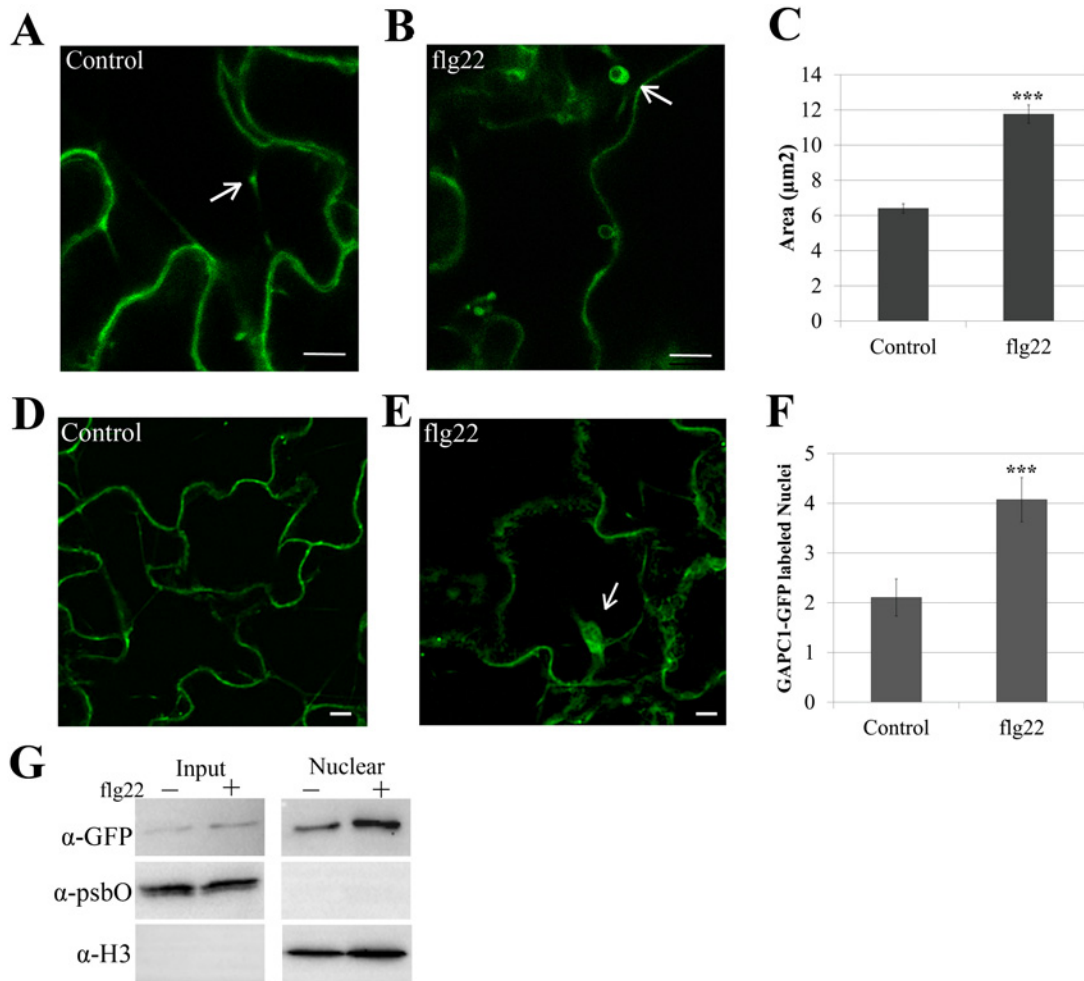 A
Control
B
flg22
C
Area (µm2)
14
12
10
8
6
4
2
0
***
Control
flg22
D
Control
E
flg22
F
GAPC1-GFP labeled Nuclei
5
4
3
2
1
0
***
Control
flg22
G
Input Nuclear
flg22 − + − +
α-GFP
α-psbO
α-H3